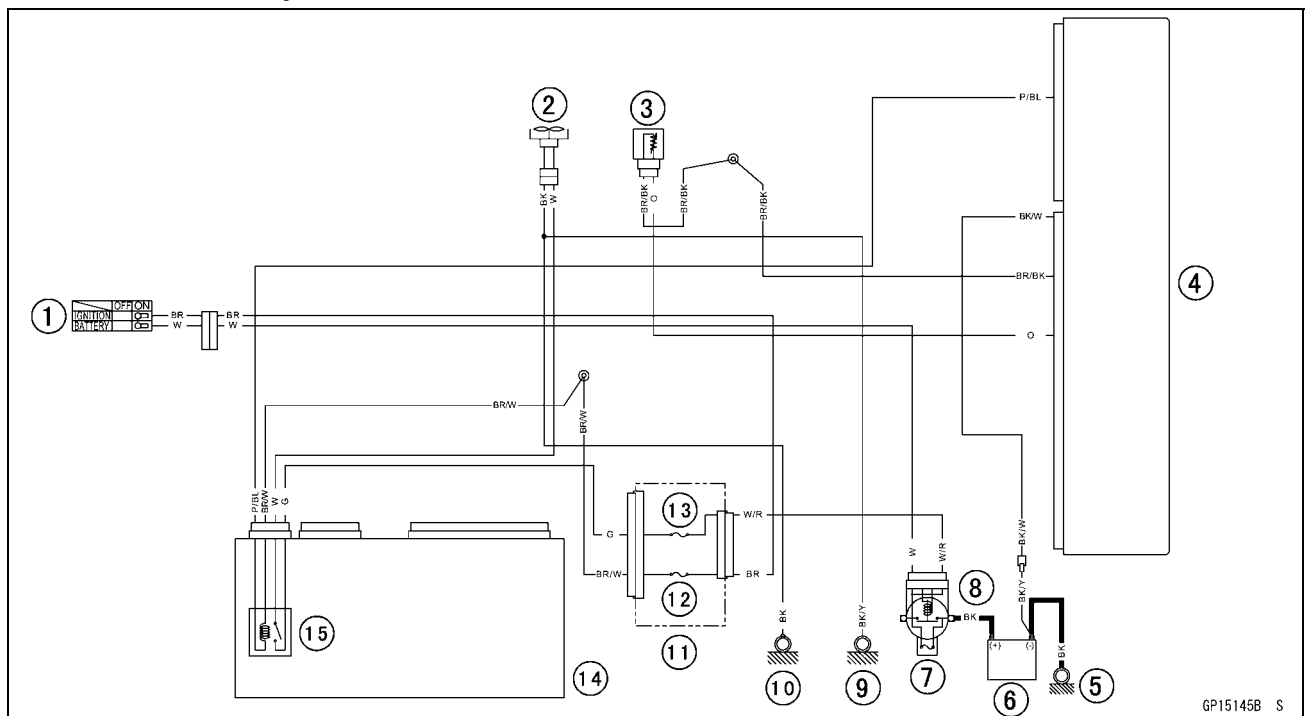 2
3
P/BL
BK
W
BR/BK
O
BR/BK
BR/BK
BK/W
BR/BK
4
1
OFF ON
IGNITION
BATTERY
BR
W
BR
W
O
BR/W
BR/W
P/BL
BR/W
W
G
G
BR/W
13
12
11
W/R
BR
W
W/R
BK/W
BK/Y
8
BK
(+)
(-)
BK
BK
BK/Y
15
14
10
9
7
6
5
GP15145B S